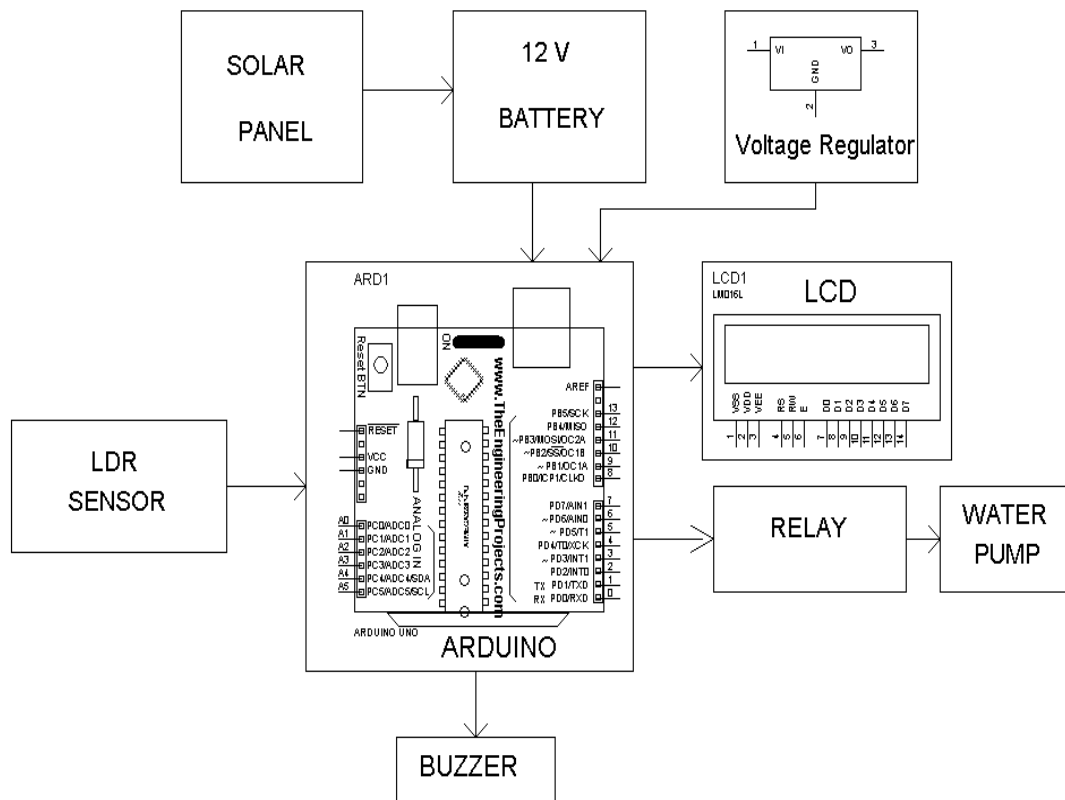 SOLAR
PANEL
12 V
BATTERY
1
VI
VO
3
GND
2
Voltage Regulator
ARD1
Reset BTN
ON
www.TheEngineeringProjects.com
RESET
VCC
GND
ANALOG IN
A0
PC0/ADC0
A1
PC1/ADC1
A2
PC2/ADC2
A3
PC3/ADC3
A4
PC4/ADC4/SDA
A5
PC5/ADC5/SCL
AREF
PB5/SCK
13
PB4/MISO
12
~PB3/MOSI/OC2A
11
~PB2/SS/OC1B
10
~PB1/OC1A
9
PB0/ICP1/CLKO
8
PD7/AIN1
7
~PD6/AIN0
6
~PD5/T1
5
PD4/T0/XCK
4
~PD3/INT1
3
PD2/INT0
2
TX PD1/TXD
1
RX PD0/RXD
0
ARDUINO UNO
ARDUINO
LCD1
LM016L
LCD
VSS
VDD
VEE
RS
RW
E
D0
D1
D2
D3
D4
D5
D6
D7
1
2
3
4
5
6
7
8
9
10
11
12
13
14
LDR
SENSOR
RELAY
WATER
PUMP
BUZZER